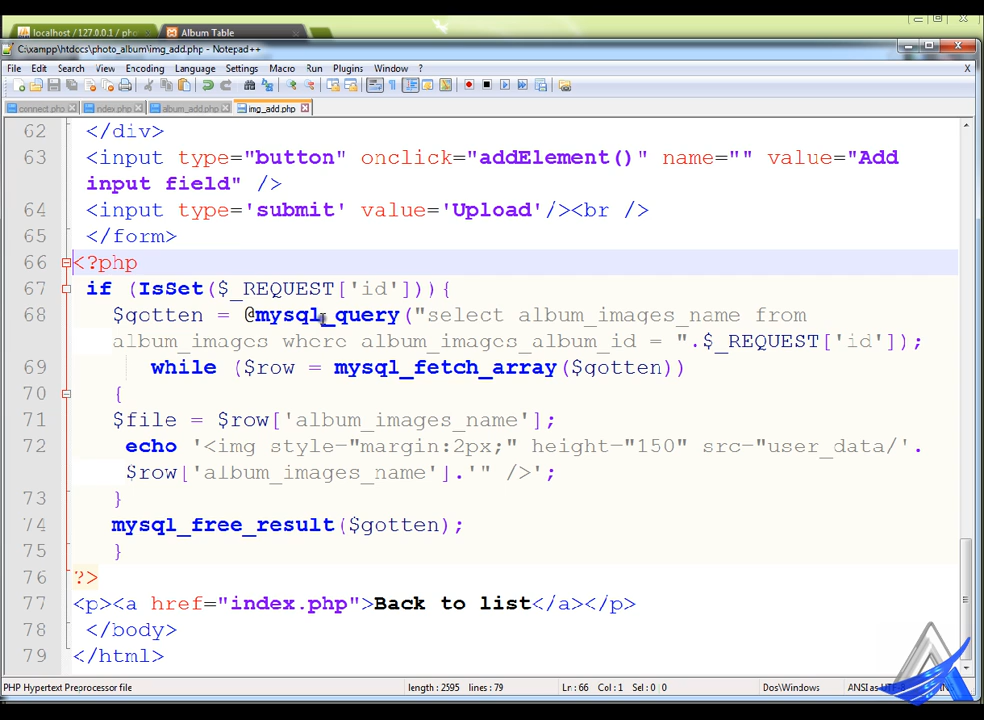 localhost / 127.0.0.1 / pho
Album Table
C:\xampp\htdocs\photo_album\img_add.php - Notepad++
File Edit Search View Encoding Language Settings Macro Run Plugins Window ? X
connect.php index.php album_add.php img_add.php
62 </div>
63 <input type="button" onclick="addElement()" name="" value="Add
input field" />
64 <input type='submit' value='Upload'/><br />
65 </form>
66 <?php
67 if (IsSet($_REQUEST['id'])){
68 $gotten = @mysql_query("select album_images_name from
album_images where album_images_album_id = ".$_REQUEST['id']);
69 while ($row = mysql_fetch_array($gotten))
70 {
71 $file = $row['album_images_name'];
72 echo '<img style="margin:2px;" height="150" src="user_data/'.
$row['album_images_name'].'" />';
73 }
74 mysql_free_result($gotten);
75 }
76 ?>
77 <p><a href="index.php">Back to list</a></p>
78 </body>
79 </html>
PHP Hypertext Preprocessor file length : 2595 lines : 79 Ln : 66 Col : 1 Sel : 0 | 0 Dos\Windows ANSI as UTF-8